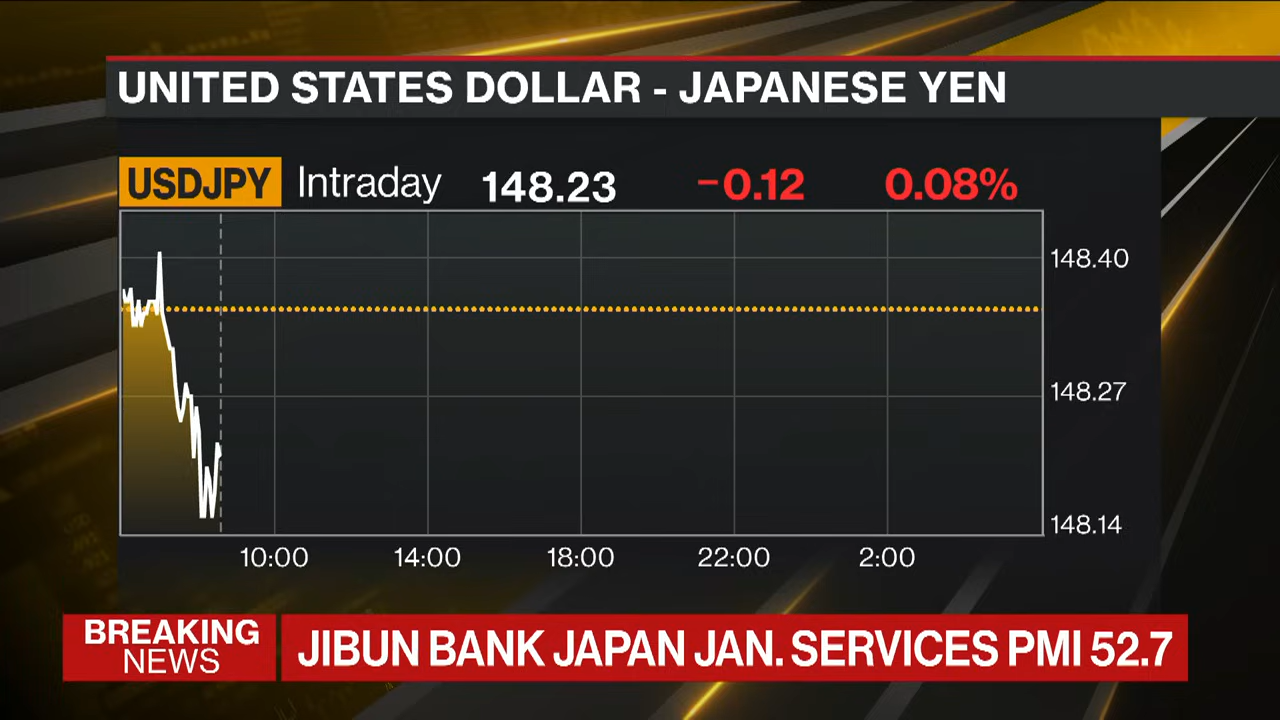 UNITED STATES DOLLAR - JAPANESE YEN
USDJPY Intraday 148.23 −0.12 0.08%
148.40
148.27
148.14
10:00 14:00 18:00 22:00 2:00
BREAKING NEWS
JIBUN BANK JAPAN JAN. SERVICES PMI 52.7